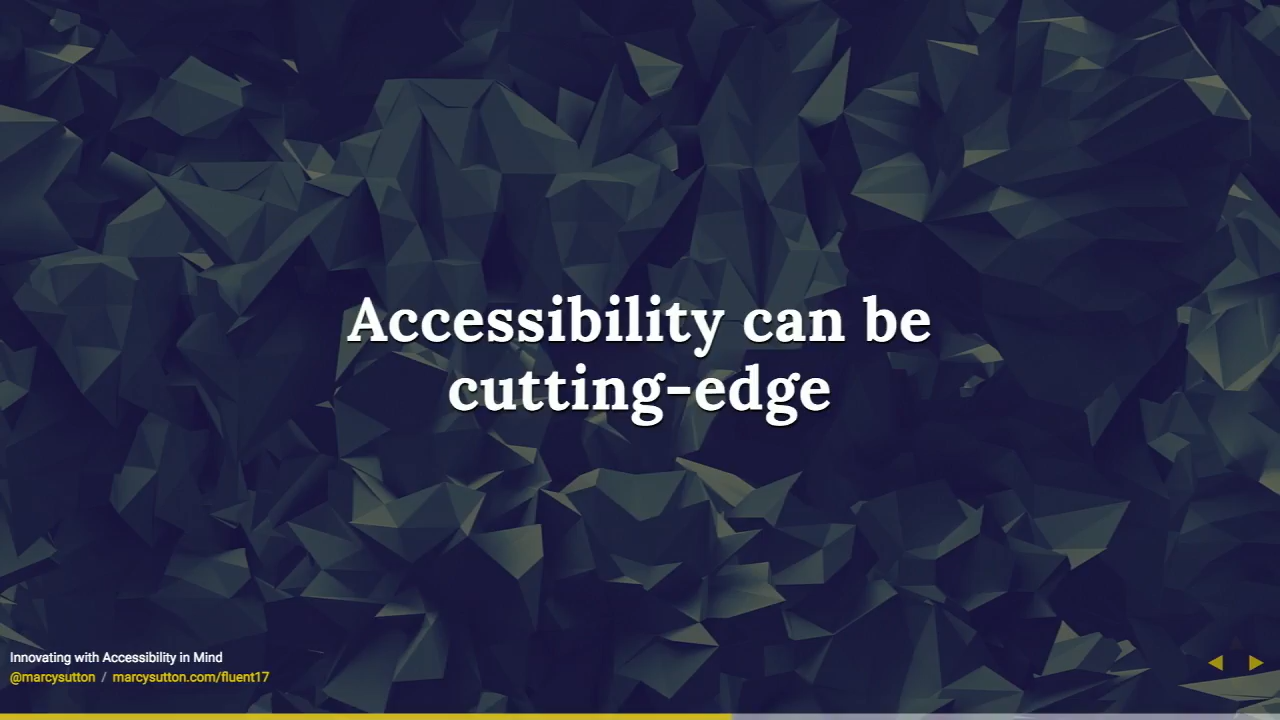 Accessibility can be
cutting-edge
Innovating with Accessibility in Mind
@marcysutton / marcysutton.com/fluent17